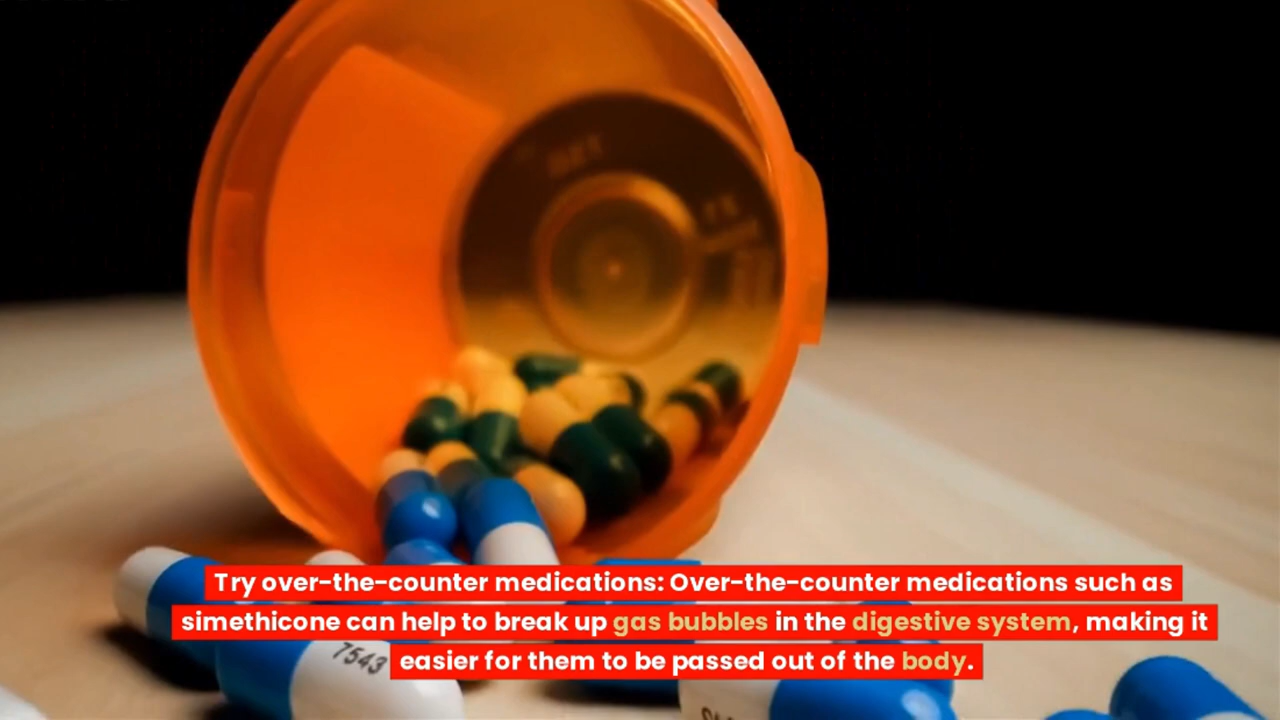 Try over-the-counter medications: Over-the-counter medications such as
simethicone can help to break up gas bubbles in the digestive system, making it
easier for them to be passed out of the body.
7543